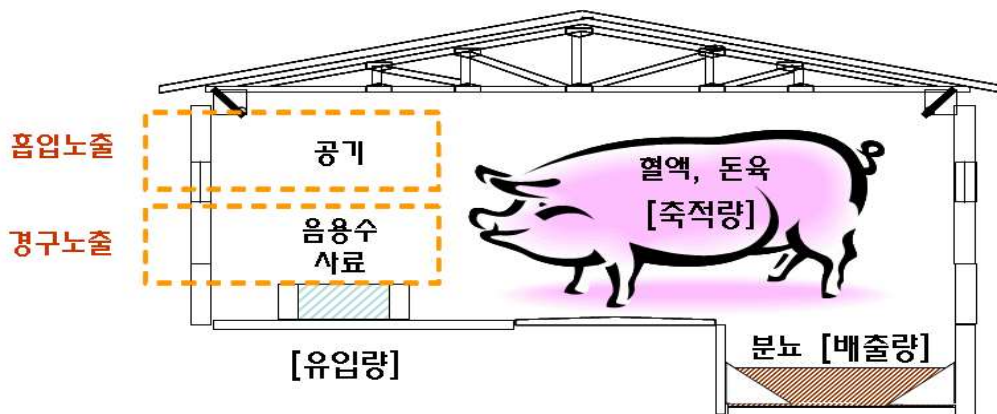 흡입노출
공기
혈액, 돈육
[축적량]
경구노출
음용수
사료
분뇨 [배출량]
[유입량]